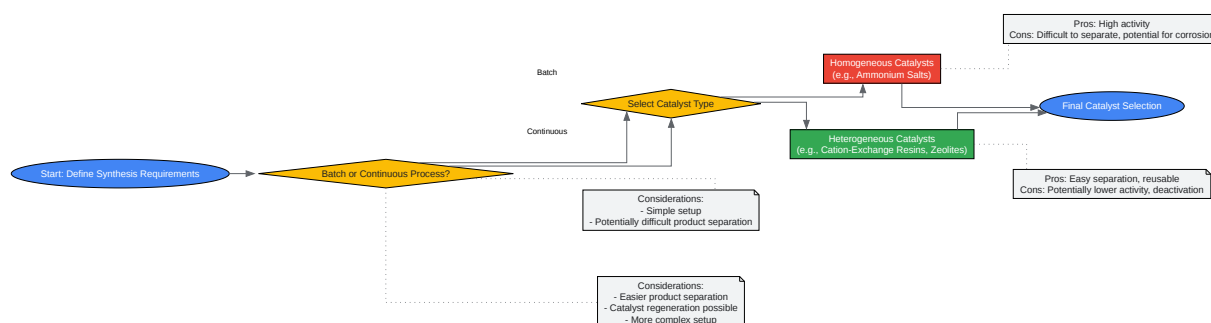 Pros: High activity
Cons: Difficult to separate, potential for corrosion
Homogeneous Catalysts
(e.g., Ammonium Salts)
Batch
Select Catalyst Type
Final Catalyst Selection
Continuous
Heterogeneous Catalysts
(e.g., Cation-Exchange Resins, Zeolites)
Start: Define Synthesis Requirements
Batch or Continuous Process?
Pros: Easy separation, reusable
Cons: Potentially lower activity, deactivation
Considerations:
- Simple setup
- Potentially difficult product separation
Considerations:
- Easier product separation
- Catalyst regeneration possible
- More complex setup